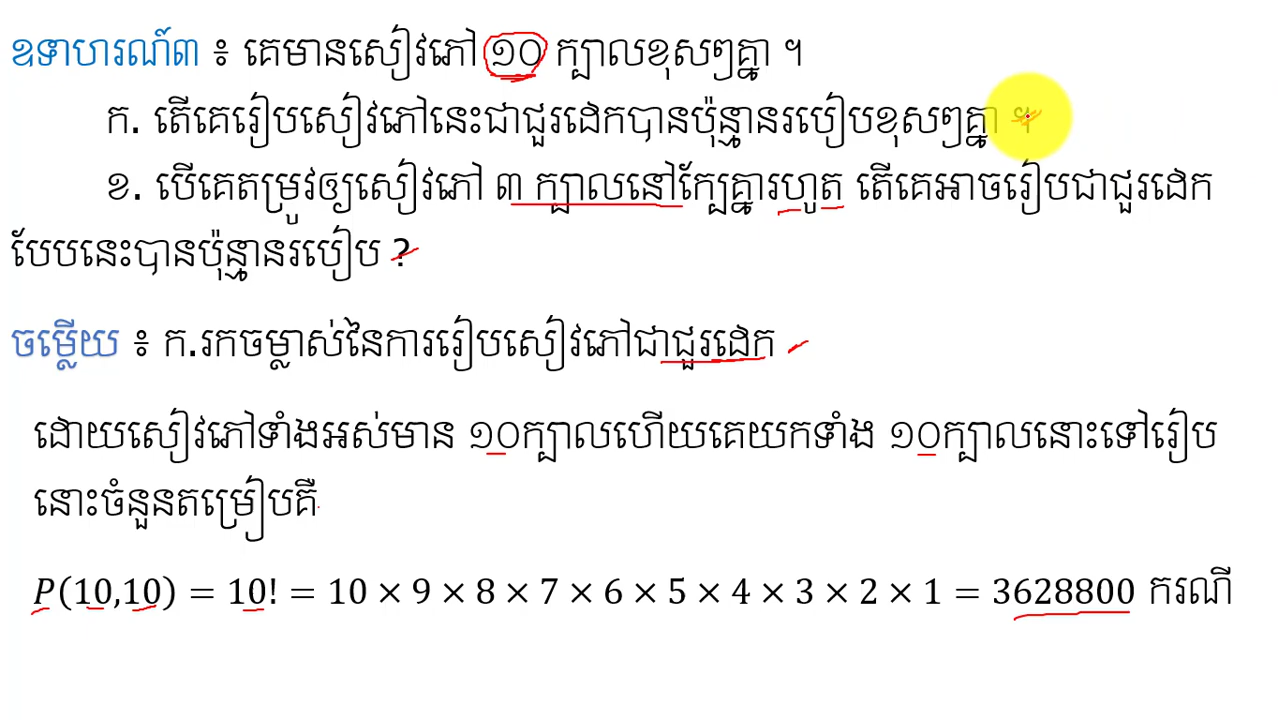 ឧទាហរណ៍៣ ៖ គេមានសៀវភៅ ១០ ក្បាលខុសៗគ្នា ។
ក. តើគេរៀបសៀវភៅនេះជាជួរដេកបានប៉ុន្មានរបៀបខុសៗគ្នា ។
ខ. បើគេតម្រូវឲ្យសៀវភៅ ៣ ក្បាលនៅក្បែគ្នារហូត តើគេអាចរៀបជាជួរដេក
បែបនេះបានប៉ុន្មានរបៀប ?
ចម្លើយ ៖ ក.រកចម្លាស់នៃការរៀបសៀវភៅជាជួរដេក
ដោយសៀវភៅទាំងអស់មាន ១០ក្បាលហើយគេយកទាំង ១០ក្បាលនោះទៅរៀប
នោះចំនួនតម្រៀបគឺ
P(10,10) = 10! = 10 × 9 × 8 × 7 × 6 × 5 × 4 × 3 × 2 × 1 = 3628800 ករណី